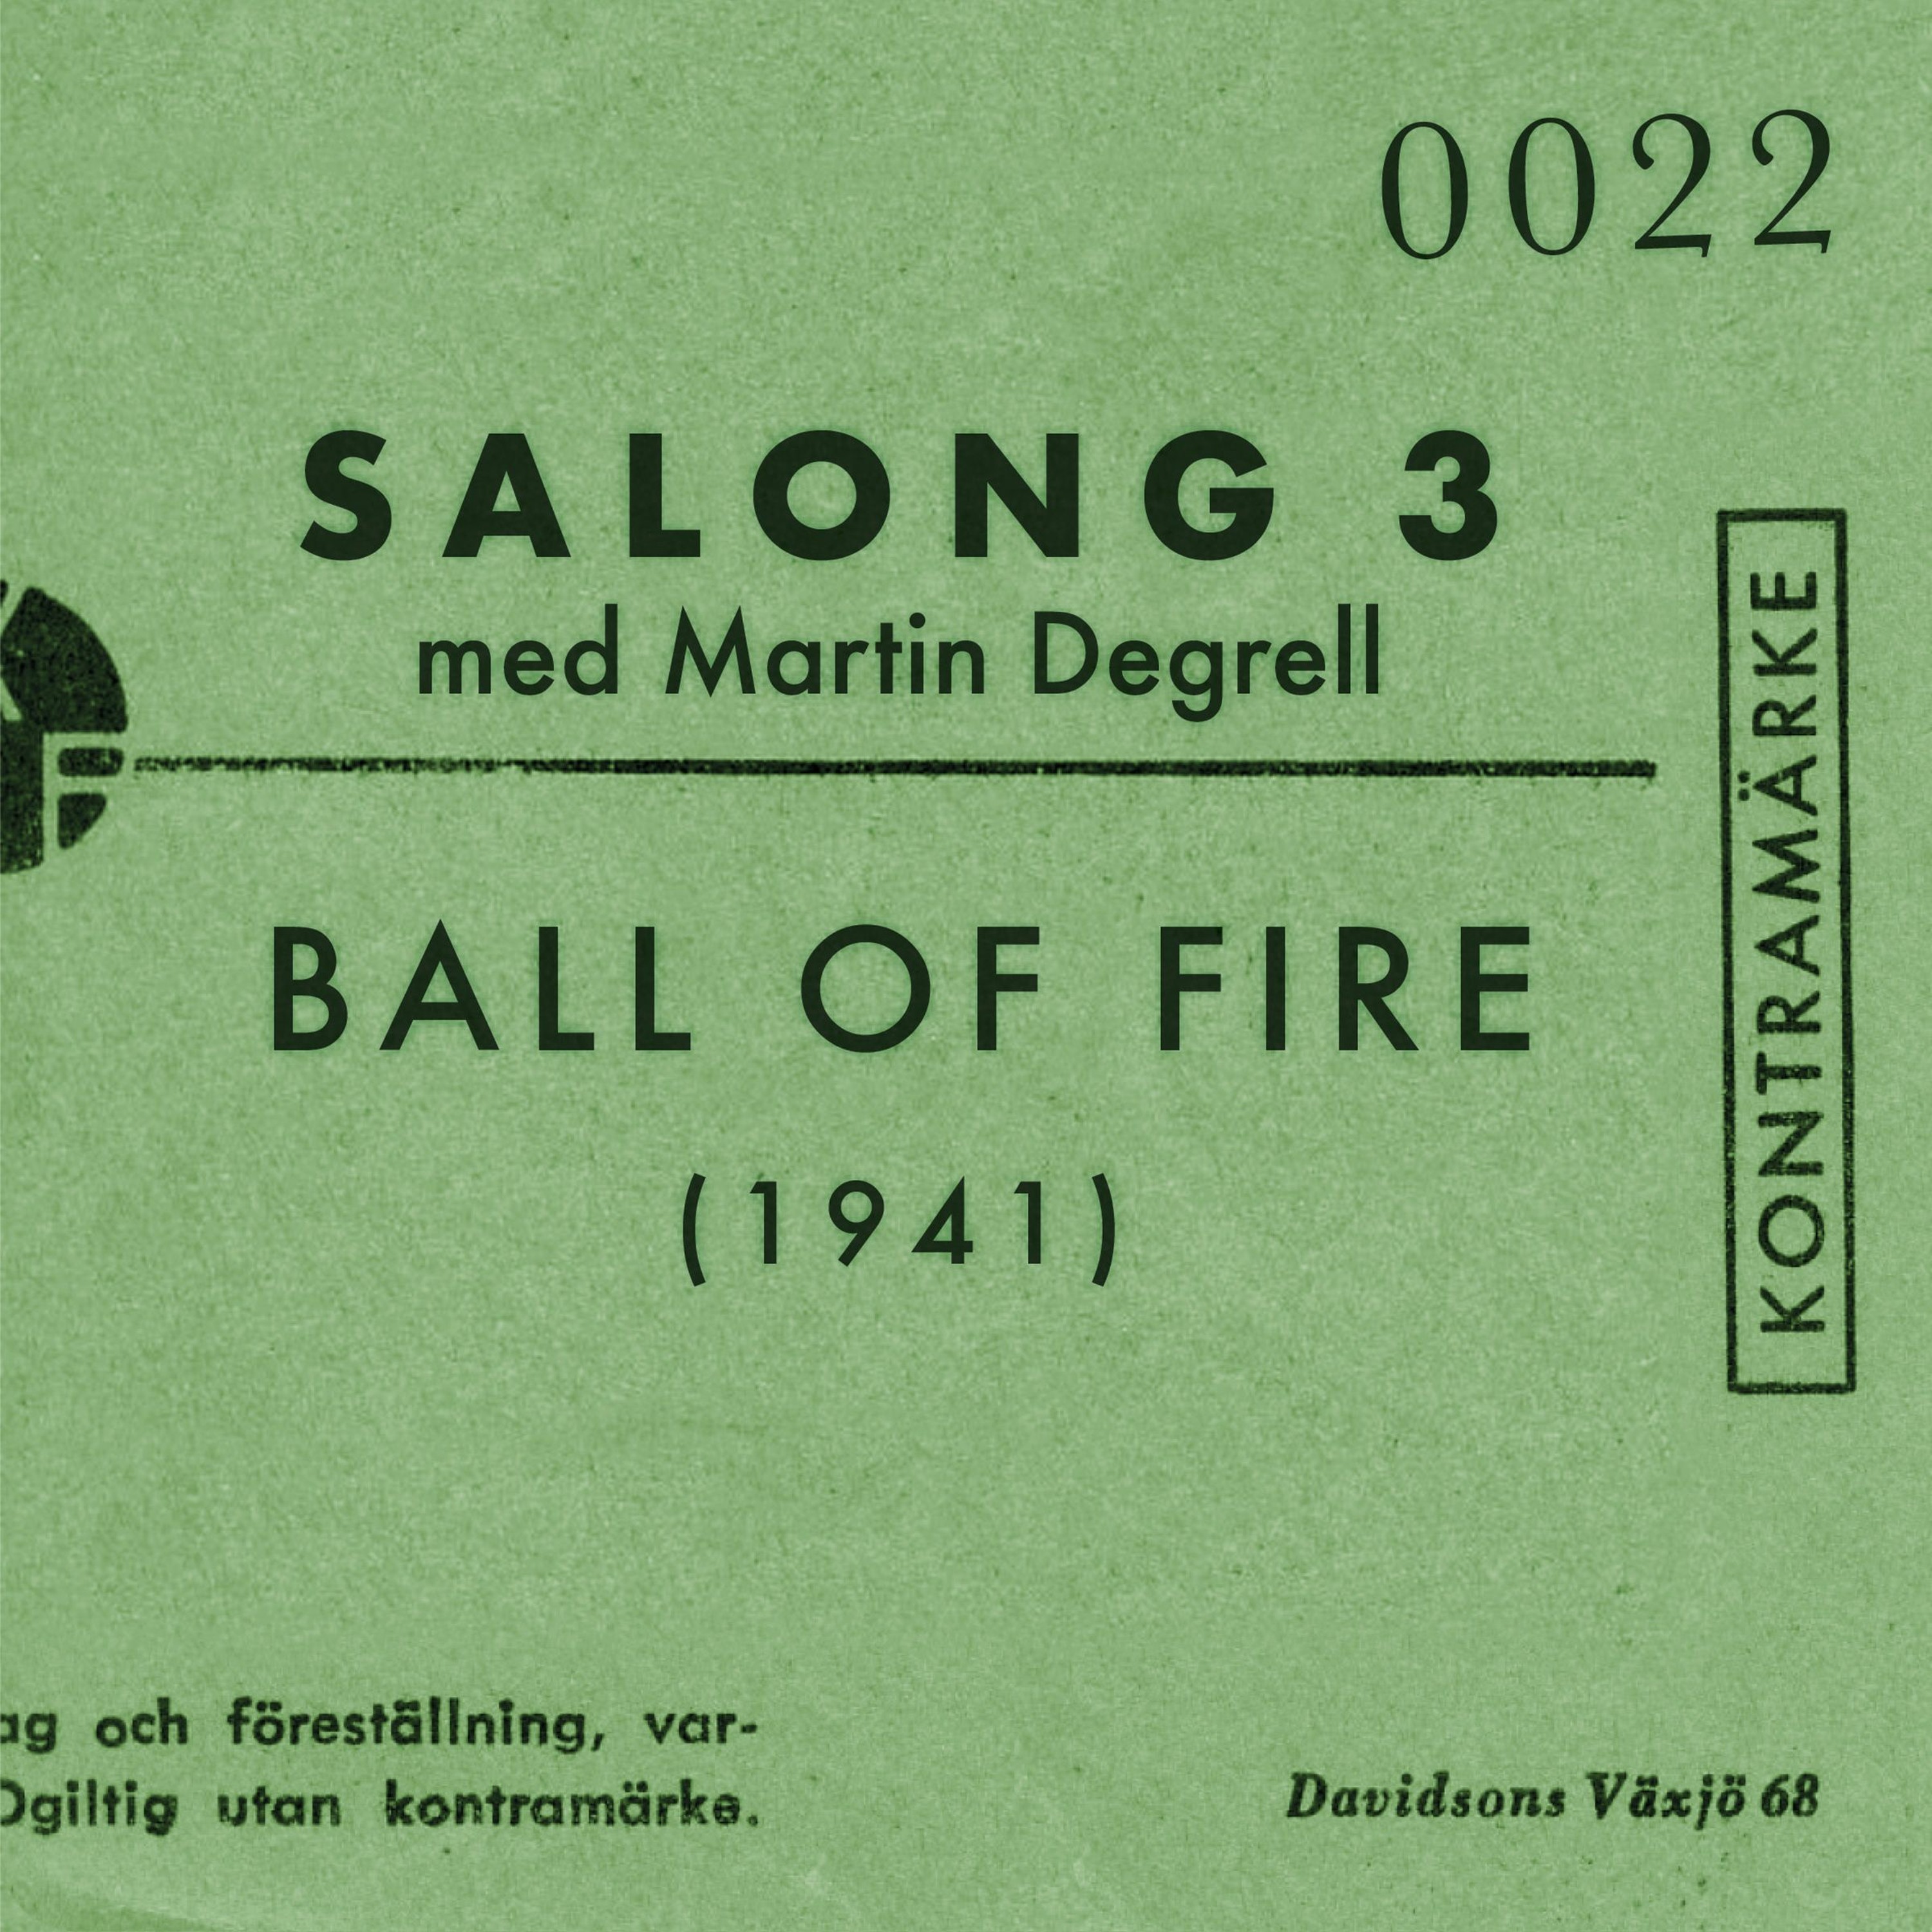 0022
SALONG 3
med Martin Degrell
KONTRAMÄRKE
BALL OF FIRE
(1941)
ag och föreställning, var-
Ogiltig utan kontramärke.
Davidsons Växjö 68